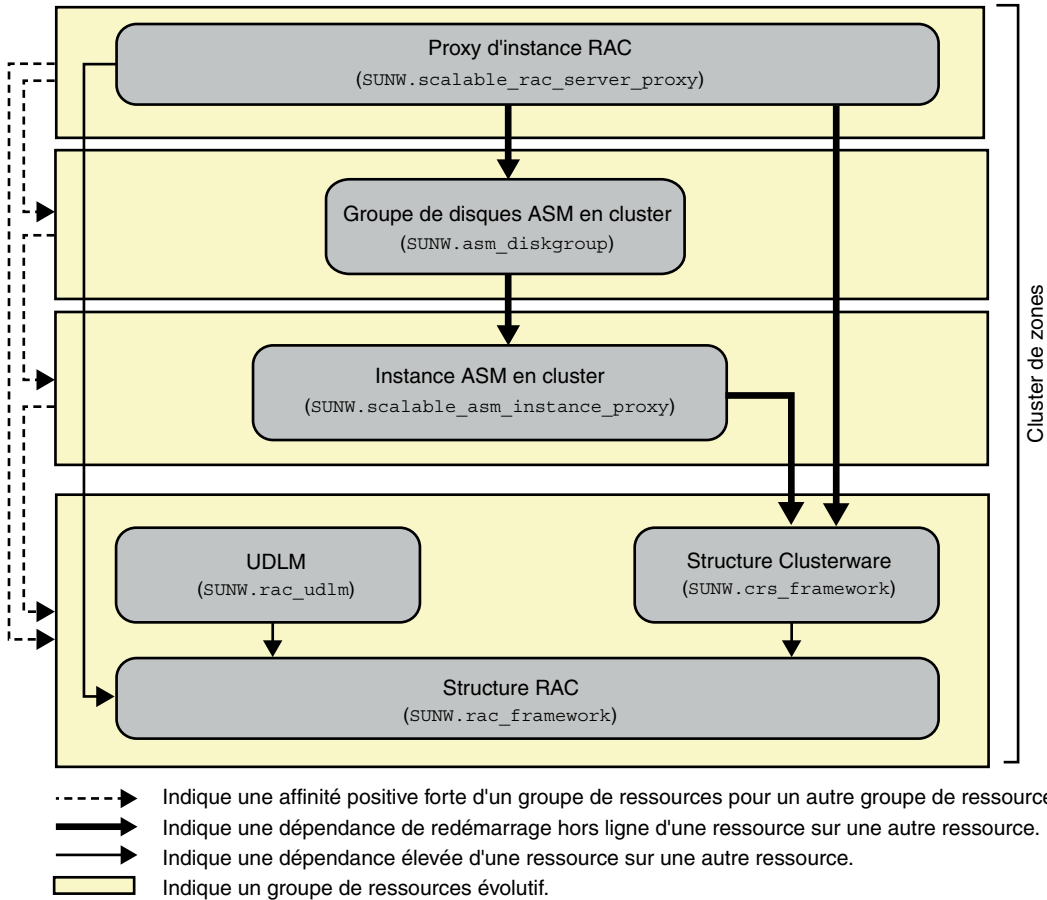 Proxy d'instance RAC
(SUNW.scalable_rac_server_proxy)
Groupe de disques ASM en cluster
(SUNW.asm_diskgroup)
Instance ASM en cluster
(SUNW.scalable_asm_instance_proxy)
UDLM
(SUNW.rac_udlm)
Structure Clusterware
(SUNW.crs_framework)
Structure RAC
(SUNW.rac_framework)
Cluster de zones
Indique une affinité positive forte d'un groupe de ressources pour un autre groupe de ressource
Indique une dépendance de redémarrage hors ligne d'une ressource sur une autre ressource.
Indique une dépendance élevée d'une ressource sur une autre ressource.
Indique un groupe de ressources évolutif.